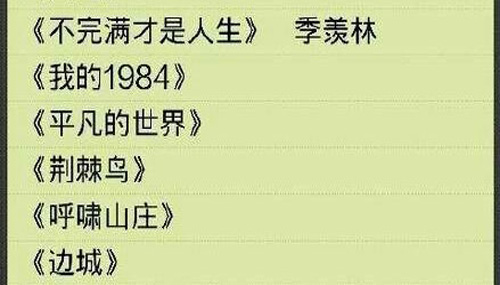 《不完满才是人生》 季羡林
《我的1984》
《平凡的世界》
《荆棘鸟》
《呼啸山庄》
《边城》